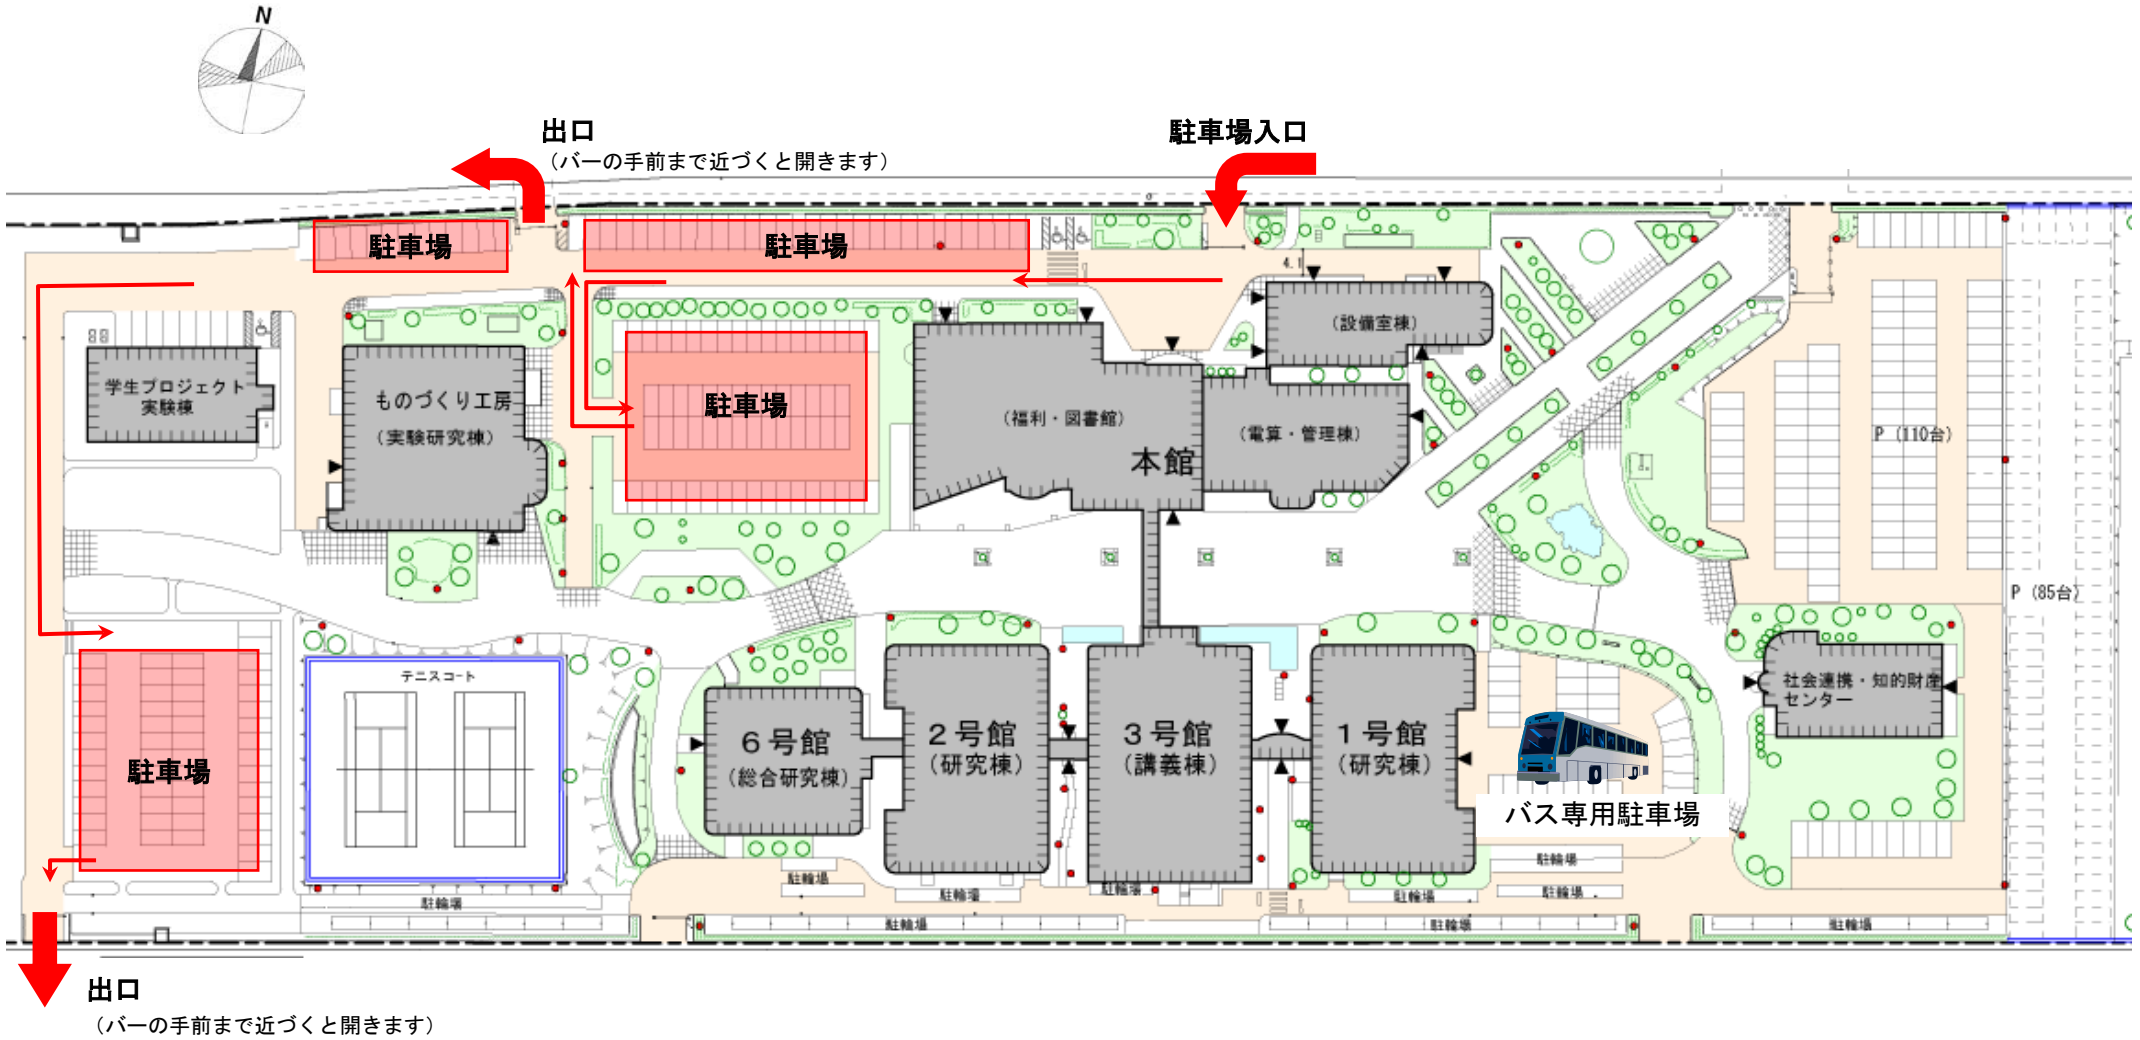 N
出口
（バーの手前まで近づくと開きます）
駐車場入口
駐車場
駐車場
4.1
（設備室棟）
学生プロジェクト
実験棟
ものづくり工房
（実験研究棟）
駐車場
（福利・図書館）
（電算・管理棟）
本館
P（110台）
P（85台）
テニスコート
社会連携・知的財産
センター
６号館
（総合研究棟）
２号館
（研究棟）
３号館
（講義棟）
１号館
（研究棟）
駐車場
バス専用駐車場
駐輪場
駐輪場
駐輪場
駐輪場
駐輪場
駐輪場
駐輪場
駐輪場
駐輪場
駐輪場
出口
（バーの手前まで近づくと開きます）